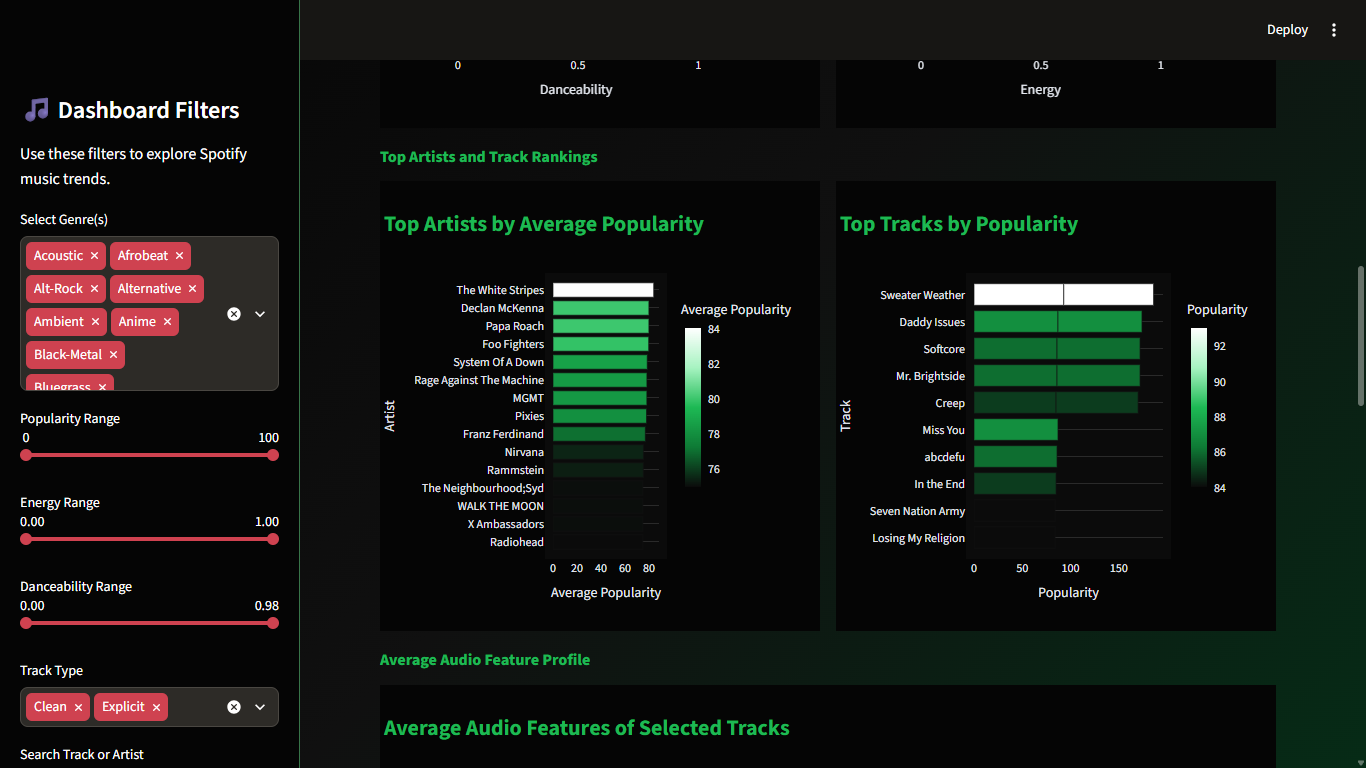 Deploy
Dashboard Filters
Use these filters to explore Spotify
music trends.
Select Genre(s)
Acoustic × Afrobeat ×
Alt-Rock × Alternative ×
Ambient × Anime ×
Black-Metal ×
Bluegrass ×
Popularity Range
0 100
Energy Range
0.00 1.00
Danceability Range
0.00 0.98
Track Type
Clean × Explicit ×
Search Track or Artist
0 0.5 1
Danceability
0 0.5 1
Energy
Top Artists and Track Rankings
Top Artists by Average Popularity
Artist
The White Stripes
Declan McKenna
Papa Roach
Foo Fighters
System Of A Down
Rage Against The Machine
MGMT
Pixies
Franz Ferdinand
Nirvana
Rammstein
The Neighbourhood;Syd
WALK THE MOON
X Ambassadors
Radiohead
0 20 40 60 80
Average Popularity
Average Popularity
84
82
80
78
76
Top Tracks by Popularity
Track
Sweater Weather
Daddy Issues
Softcore
Mr. Brightside
Creep
Miss You
abcdefu
In the End
Seven Nation Army
Losing My Religion
0 50 100 150
Popularity
Popularity
92
90
88
86
84
Average Audio Feature Profile
Average Audio Features of Selected Tracks